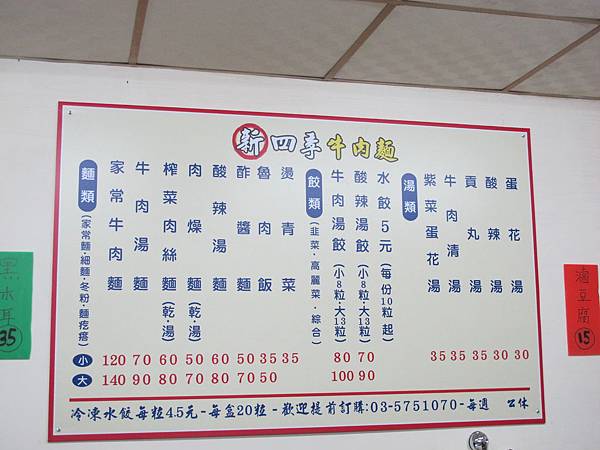 新四季牛肉麵
麵類(家常麵•細麵•冬粉•麵疙瘩)
家常牛肉麵
牛肉湯麵
榨菜肉絲麵(乾•湯)
肉燥麵(乾•湯)
酸辣湯麵
酢醬麵
魯肉飯
燙青菜
餃類(韭菜•高麗菜•綜合)
牛肉湯餃(小8粒•大13粒)
酸辣湯餃(小8粒•大13粒)
水餃5元(每份10粒起)
湯類
紫菜蛋花湯
牛肉清湯
貢丸湯
酸辣湯
蛋花湯
小 120 70 60 50 60 50 35 35 80 70 35 35 35 30 30
大 140 90 80 70 80 70 50 100 90
冷凍水餃每粒4.5元-每盒20粒-歡迎提前訂購:03-5751070-每週 公休
黑木耳
35
滷豆腐
15